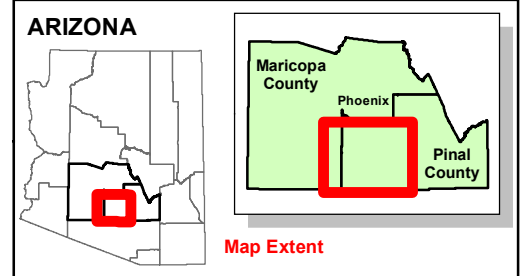 ARIZONA
Maricopa
County
Phoenix
Pinal
County
Map Extent